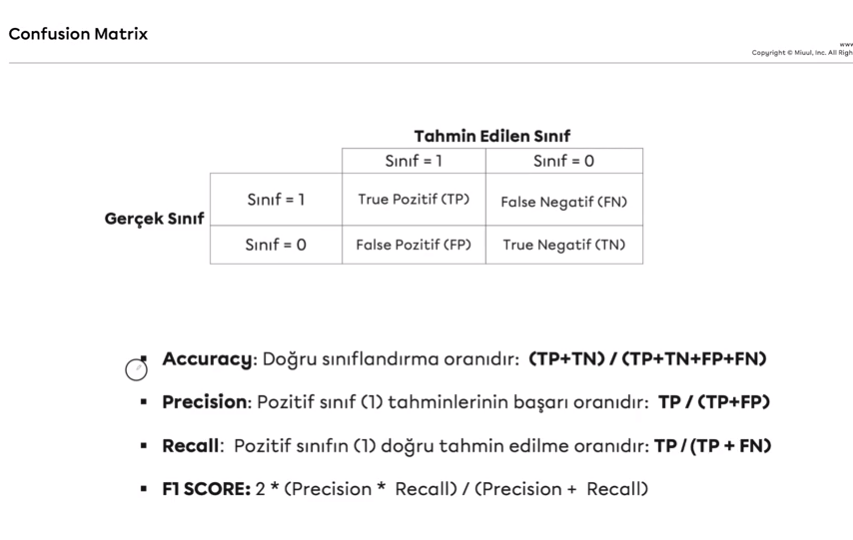 Confusion Matrix
Copyright © Miuul, Inc. All
Tahmin Edilen Sınıf
Sınıf = 1 Sınıf = 0
Sınıf = 1 True Pozitif (TP) False Negatif (FN)
Gerçek Sınıf
Sınıf = 0 False Pozitif (FP) True Negatif (TN)
▪ Accuracy: Doğru sınıflandırma oranıdır: (TP+TN) / (TP+TN+FP+FN)
▪ Precision: Pozitif sınıf (1) tahminlerinin başarı oranıdır: TP / (TP+FP)
▪ Recall: Pozitif sınıfın (1) doğru tahmin edilme oranıdır: TP / (TP + FN)
▪ F1 SCORE: 2 * (Precision * Recall) / (Precision + Recall)